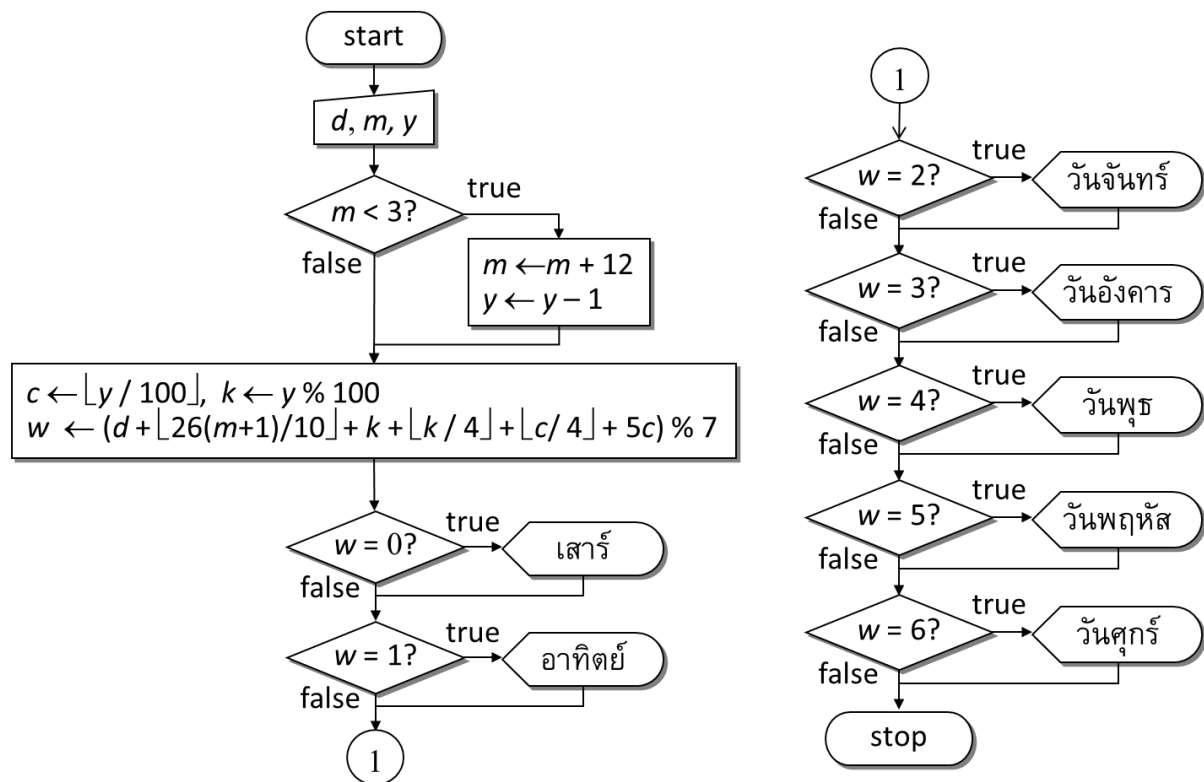 start
d, m, y
m < 3?
true
false
m ← m + 12
y ← y – 1
c ← ⌊y / 100⌋, k ← y % 100
w ← (d + ⌊26(m+1)/10⌋ + k + ⌊k / 4⌋ + ⌊c/ 4⌋ + 5c) % 7
w = 0?
true
เสาร์
false
w = 1?
true
อาทิตย์
false
1
1
w = 2?
true
วันจันทร์
false
w = 3?
true
วันอังคาร
false
w = 4?
true
วันพุธ
false
w = 5?
true
วันพฤหัส
false
w = 6?
true
วันศุกร์
false
stop